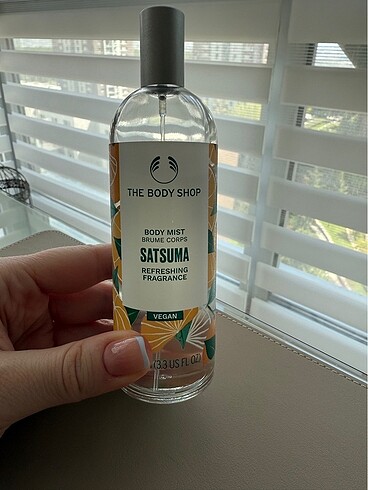 THE BODY SHOP
BODY MIST
BRUME CORPS
SATSUMA
REFRESHING
FRAGRANCE
VEGAN
(3.3 US FL OZ)